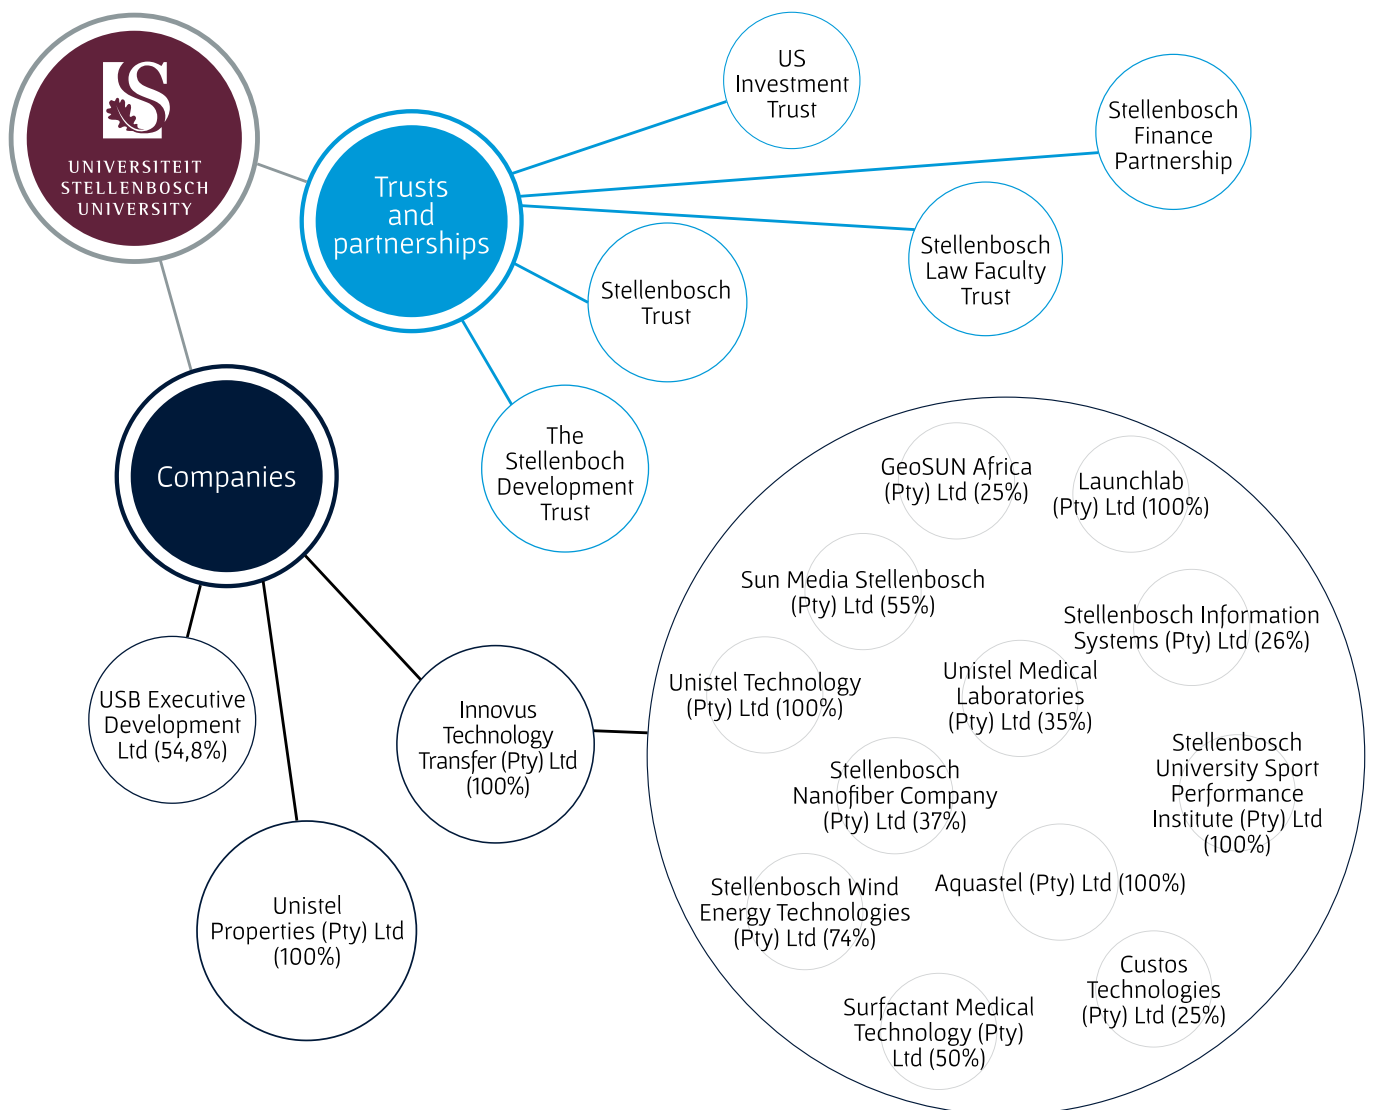 UNIVERSITEIT
STELLENBOSCH
UNIVERSITY
Trusts
and
partnerships
US
Investment
Trust
Stellenbosch
Finance
Partnership
Stellenbosch
Law Faculty
Trust
Stellenbosch
Trust
The
Stellenboch
Development
Trust
Companies
USB Executive
Development
Ltd (54,8%)
Unistel
Properties (Pty) Ltd
(100%)
Innovus
Technology
Transfer (Pty) Ltd
(100%)
GeoSUN Africa
(Pty) Ltd (25%)
Launchlab
(Pty) Ltd (100%)
Sun Media Stellenbosch
(Pty) Ltd (55%)
Stellenbosch Information
Systems (Pty) Ltd (26%)
Unistel Technology
(Pty) Ltd (100%)
Unistel Medical
Laboratories
(Pty) Ltd (35%)
Stellenbosch
Nanofiber Company
(Pty) Ltd (37%)
Stellenbosch
University Sport
Performance
Institute (Pty) Ltd
(100%)
Stellenbosch Wind
Energy Technologies
(Pty) Ltd (74%)
Aquastel (Pty) Ltd (100%)
Custos
Technologies
(Pty) Ltd (25%)
Surfactant Medical
Technology (Pty)
Ltd (50%)